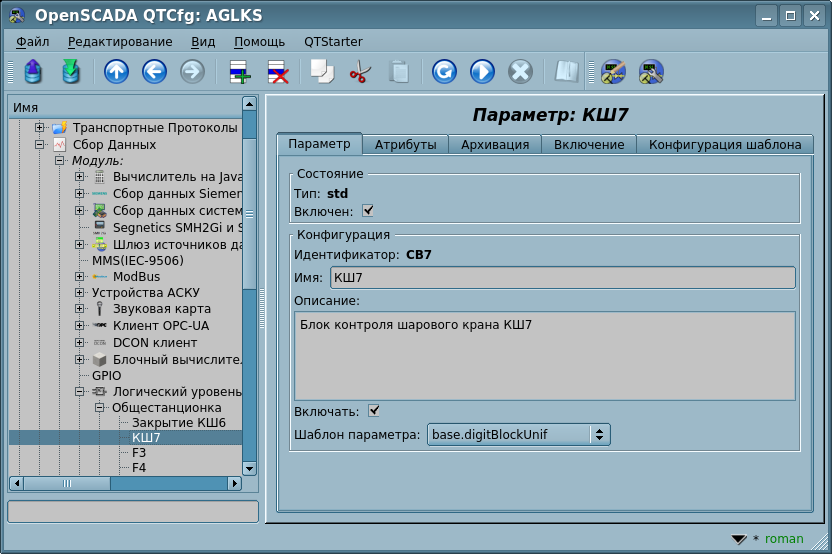 OpenSCADA QTCfg: AGLKS
Файл Редактирование Вид Помощь QTStarter
Имя
Транспортные Протоколы
Сбор Данных
Модуль:
Вычислитель на Java
Сбор данных Siemen
Сбор данных систем
Segnetics SMH2Gi и S
Шлюз источников да
MMS(IEC-9506)
ModBus
Устройства АСКУ
Звуковая карта
Клиент OPC-UA
DCON клиент
Блочный вычислите.
GPIO
Логический уровень
Общестанционка
Закрытие КШ6
КШ7
F3
F4
Параметр: КШ7
Параметр Атрибуты Архивация Включение Конфигурация шаблона
Состояние
Тип: std
Включен:
Конфигурация
Идентификатор: CB7
Имя: КШ7
Описание:
Блок контроля шарового крана КШ7
Включать:
Шаблон параметра: base.digitBlockUnif
* roman